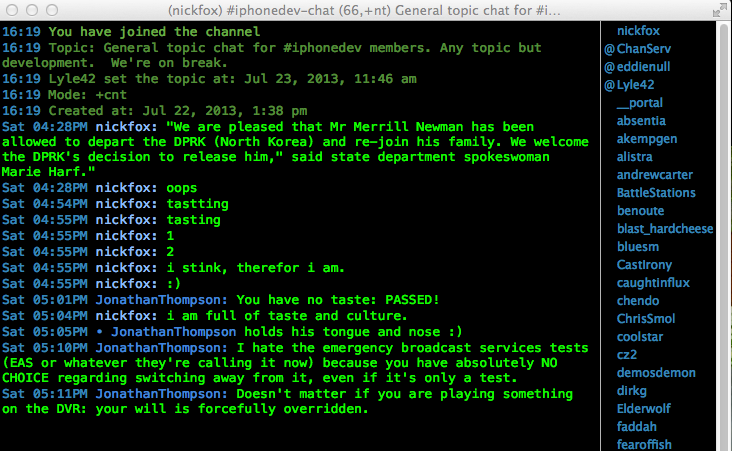 (nickfox) #iphonedev-chat (66,+nt) General topic chat for #i...
16:19 You have joined the channel
16:19 Topic: General topic chat for #iphonedev members. Any topic but
development.  We're on break.
16:19 Lyle42 set the topic at: Jul 23, 2013, 11:46 am
16:19 Mode: +cnt
16:19 Created at: Jul 22, 2013, 1:38 pm
Sat 04:28PM nickfox: "We are pleased that Mr Merrill Newman has been
allowed to depart the DPRK (North Korea) and re-join his family. We welcome
the DPRK's decision to release him," said state department spokeswoman
Marie Harf."
Sat 04:28PM nickfox: oops
Sat 04:54PM nickfox: tastting
Sat 04:55PM nickfox: tasting
Sat 04:55PM nickfox: 1
Sat 04:55PM nickfox: 2
Sat 04:55PM nickfox: i stink, therefor i am.
Sat 04:55PM nickfox: :)
Sat 05:01PM JonathanThompson: You have no taste: PASSED!
Sat 05:04PM nickfox: i am full of taste and culture.
Sat 05:05PM • JonathanThompson holds his tongue and nose :)
Sat 05:10PM JonathanThompson: I hate the emergency broadcast services tests
(EAS or whatever they're calling it now) because you have absolutely NO
CHOICE regarding switching away from it, even if it's only a test.
Sat 05:11PM JonathanThompson: Doesn't matter if you are playing something
on the DVR: your will is forcefully overridden.
nickfox
@ChanServ
@eddienull
@Lyle42
__portal
absentia
akempgen
alistra
andrewcarter
BattleStations
benoute
blast_hardcheese
bluesm
CastIrony
caughtinflux
chendo
ChrisSmol
coolstar
cz2
demosdemon
dirkg
Elderwolf
faddah
fearoffish